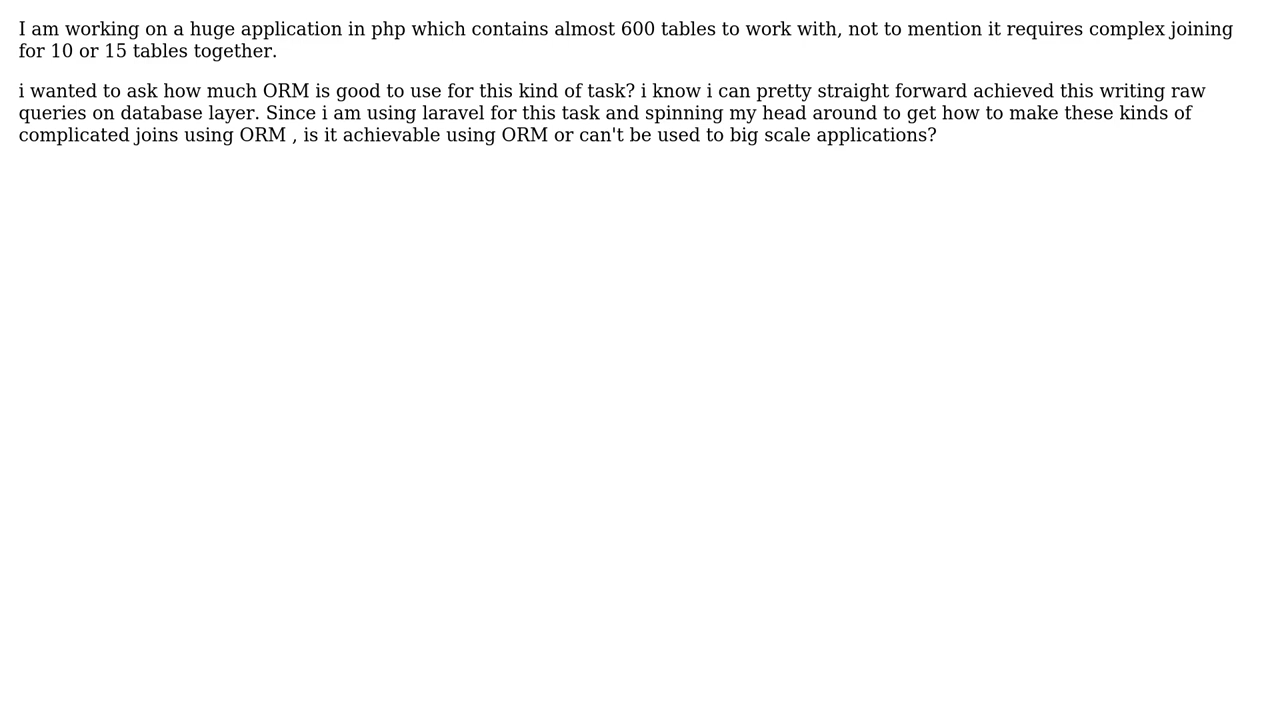 I am working on a huge application in php which contains almost 600 tables to work with, not to mention it requires complex joining
for 10 or 15 tables together.
i wanted to ask how much ORM is good to use for this kind of task? i know i can pretty straight forward achieved this writing raw
queries on database layer. Since i am using laravel for this task and spinning my head around to get how to make these kinds of
complicated joins using ORM , is it achievable using ORM or can't be used to big scale applications?